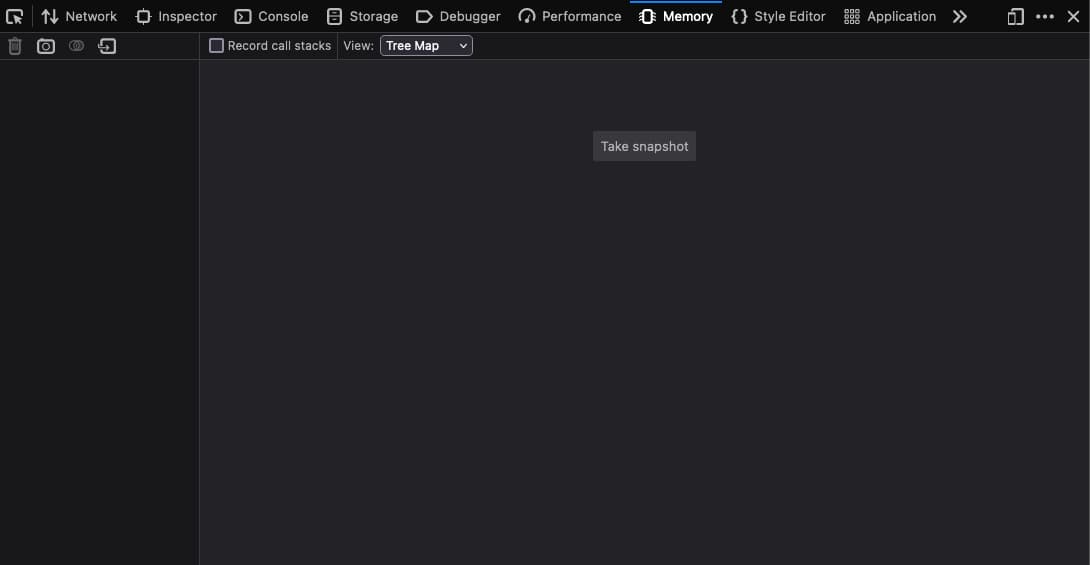 Network Inspector Console Storage Debugger Performance Memory Style Editor Application
Record call stacks View: Tree Map
Take snapshot